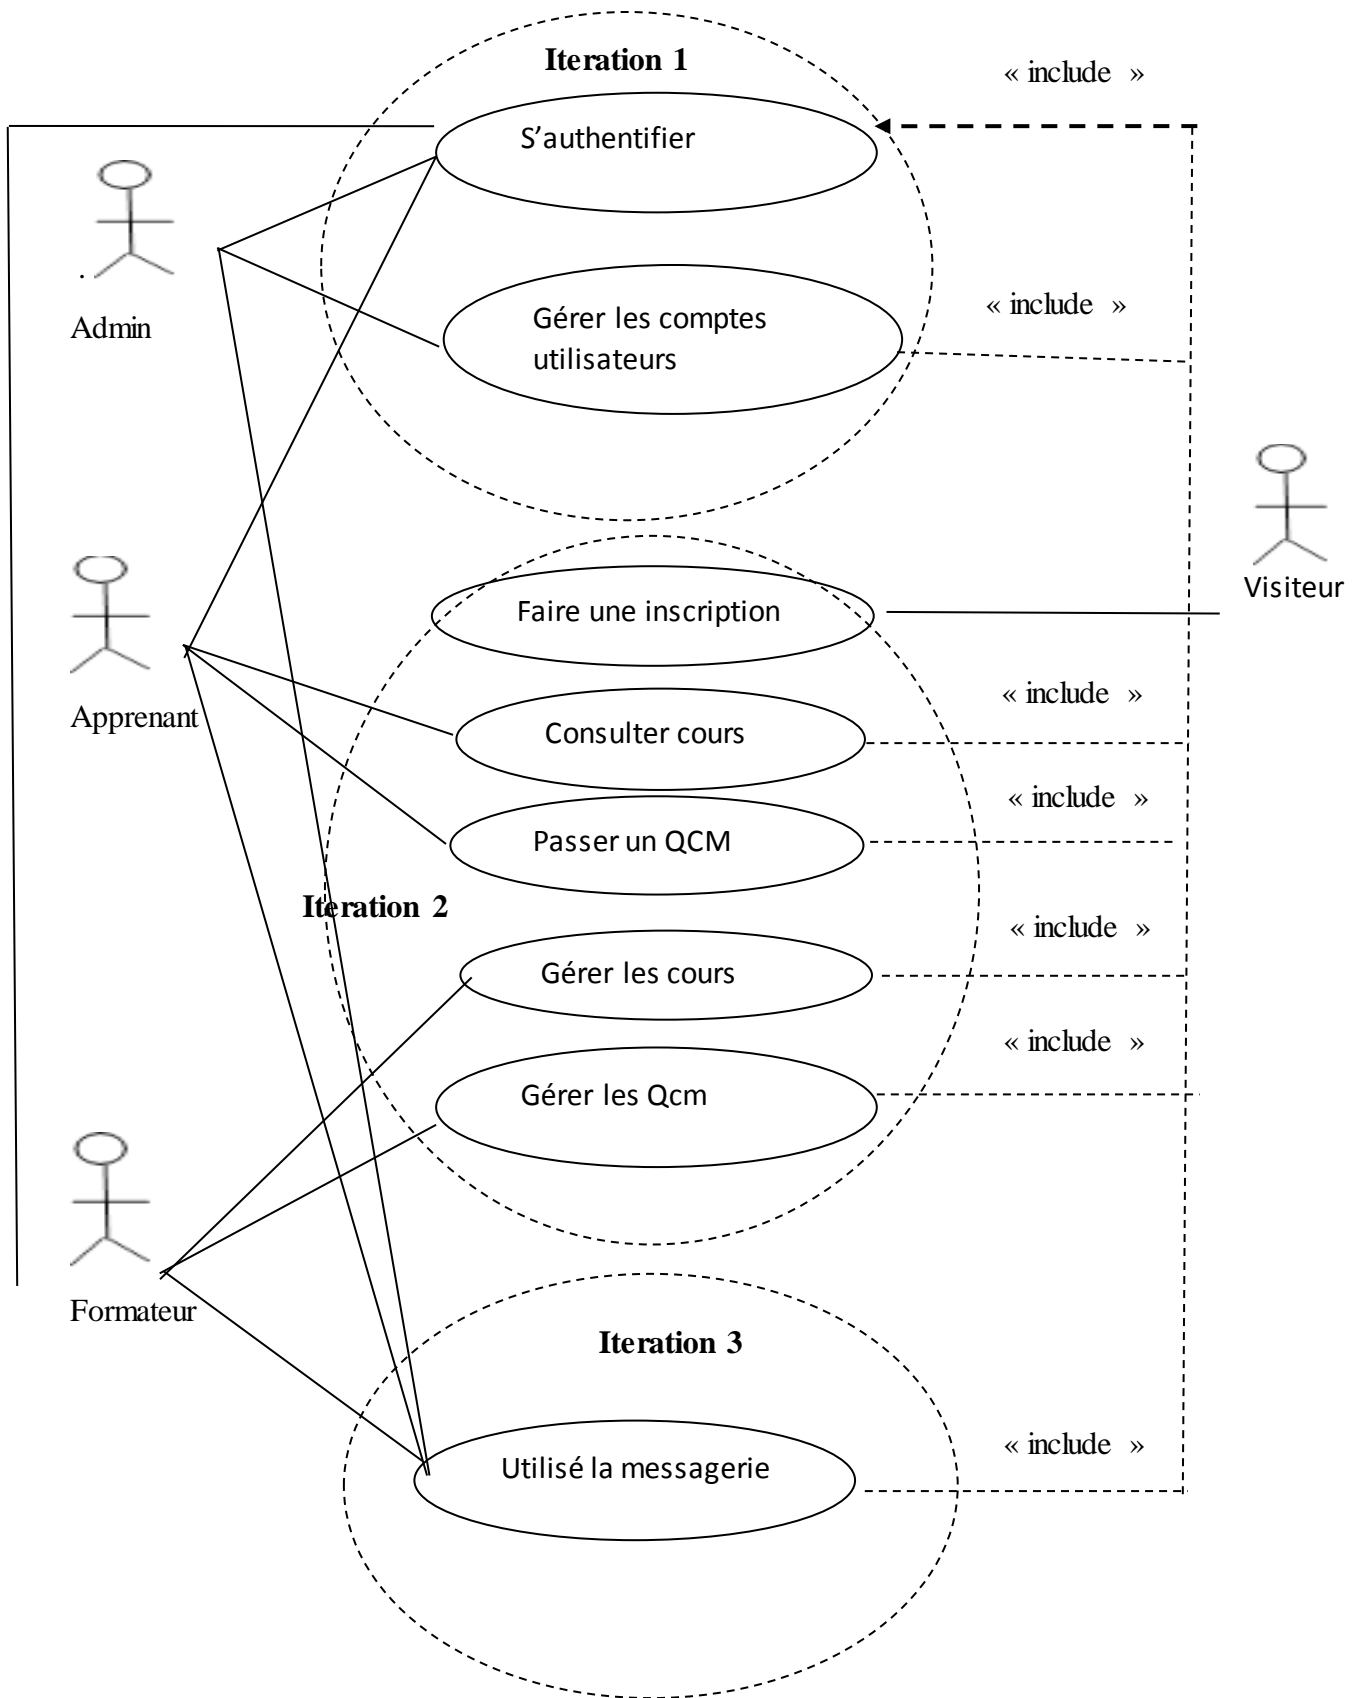 Iteration 1
« include »
S’authentifier
Admin
Gérer les comptes
utilisateurs
« include »
Visiteur
Faire une inscription
Apprenant
« include »
Consulter cours
« include »
Passer un QCM
Iteration 2
« include »
Gérer les cours
« include »
Gérer les Qcm
Formateur
Iteration 3
« include »
Utilisé la messagerie